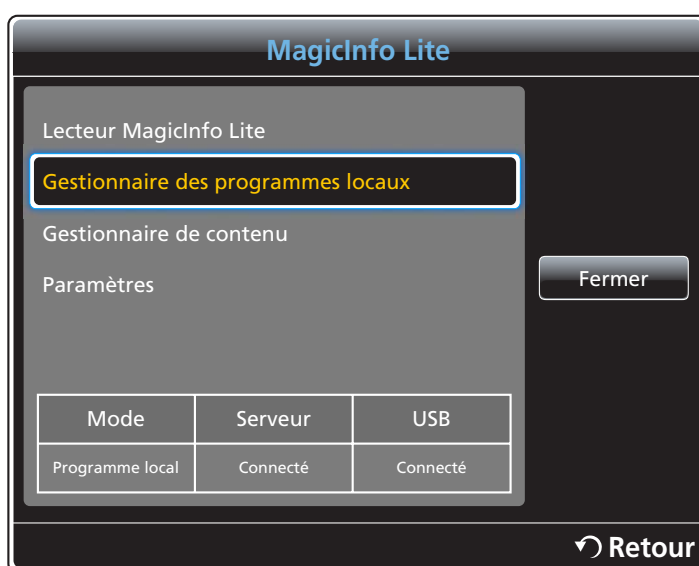 MagicInfo Lite
Lecteur MagicInfo Lite
Gestionnaire des programmes locaux
Gestionnaire de contenu
Paramètres
Fermer
Mode Serveur USB
Programme local Connecté Connecté
Retour